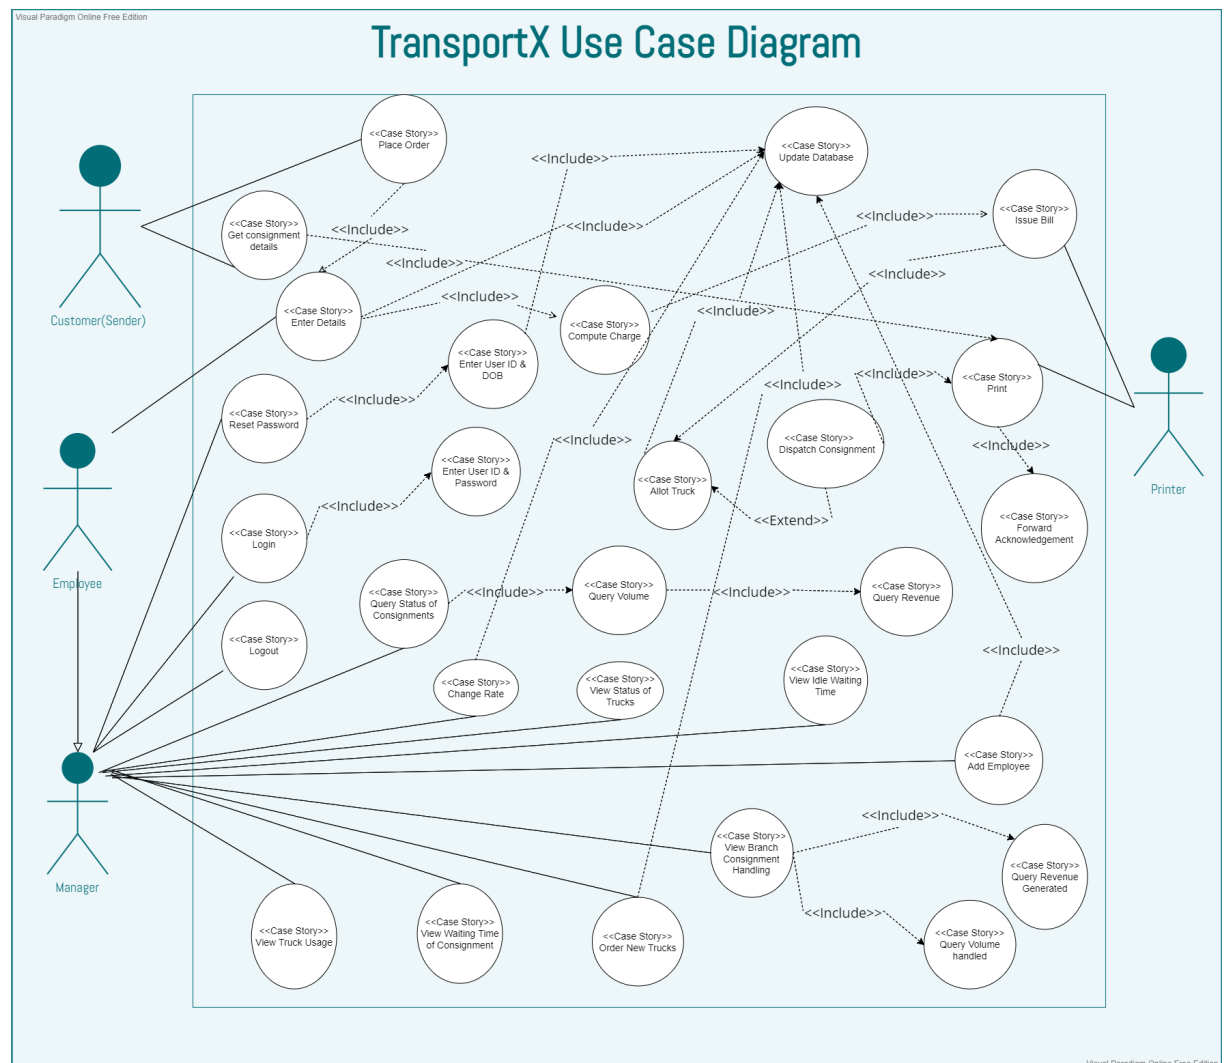 Visual Paradigm Online Free Edition
TransportX Use Case Diagram
<<Case Story>>
Place Order
<<Include>>
<<Case Story>>
Update Database
<<Case Story>>
Issue Bill
<<Include>>
<<Case Story>>
Get consignment
details
<<Include>>
<<Include>>
<<Include>>
<<Include>>
<<Include>>
Customer(Sender)
<<Case Story>>
Enter Details
<<Include>>
<<Include>>
<<Case Story>>
Compute Charge
<<Case Story>>
Enter User ID &
DOB
<<Include>>
<<Include>>
<<Case Story>>
Print
<<Case Story>>
Reset Password
<<Include>>
<<Include>>
<<Case Story>>
Dispatch Consignment
<<Include>>
<<Case Story>>
Enter User ID &
Password
<<Case Story>>
Allot Truck
Printer
<<Include>>
<<Extend>>
<<Case Story>>
Forward
Acknowledgement
<<Case Story>>
Login
Employee
<<Case Story>>
Query Status of
Consignments
<<Include>>
<<Case Story>>
Query Volume
<<Include>>
<<Case Story>>
Query Revenue
<<Case Story>>
Logout
<<Include>>
<<Case Story>>
Change Rate
<<Case Story>>
View Status of
Trucks
<<Case Story>>
View Idle Waiting
Time
<<Case Story>>
Add Employee
<<Include>>
<<Case Story>>
View Branch
Consignment
Handling
<<Case Story>>
Query Revenue
Generated
Manager
<<Include>>
<<Case Story>>
View Truck Usage
<<Case Story>>
View Waiting Time
of Consignment
<<Case Story>>
Order New Trucks
<<Case Story>>
Query Volume
handled
Visual Paradigm Online Free Edition